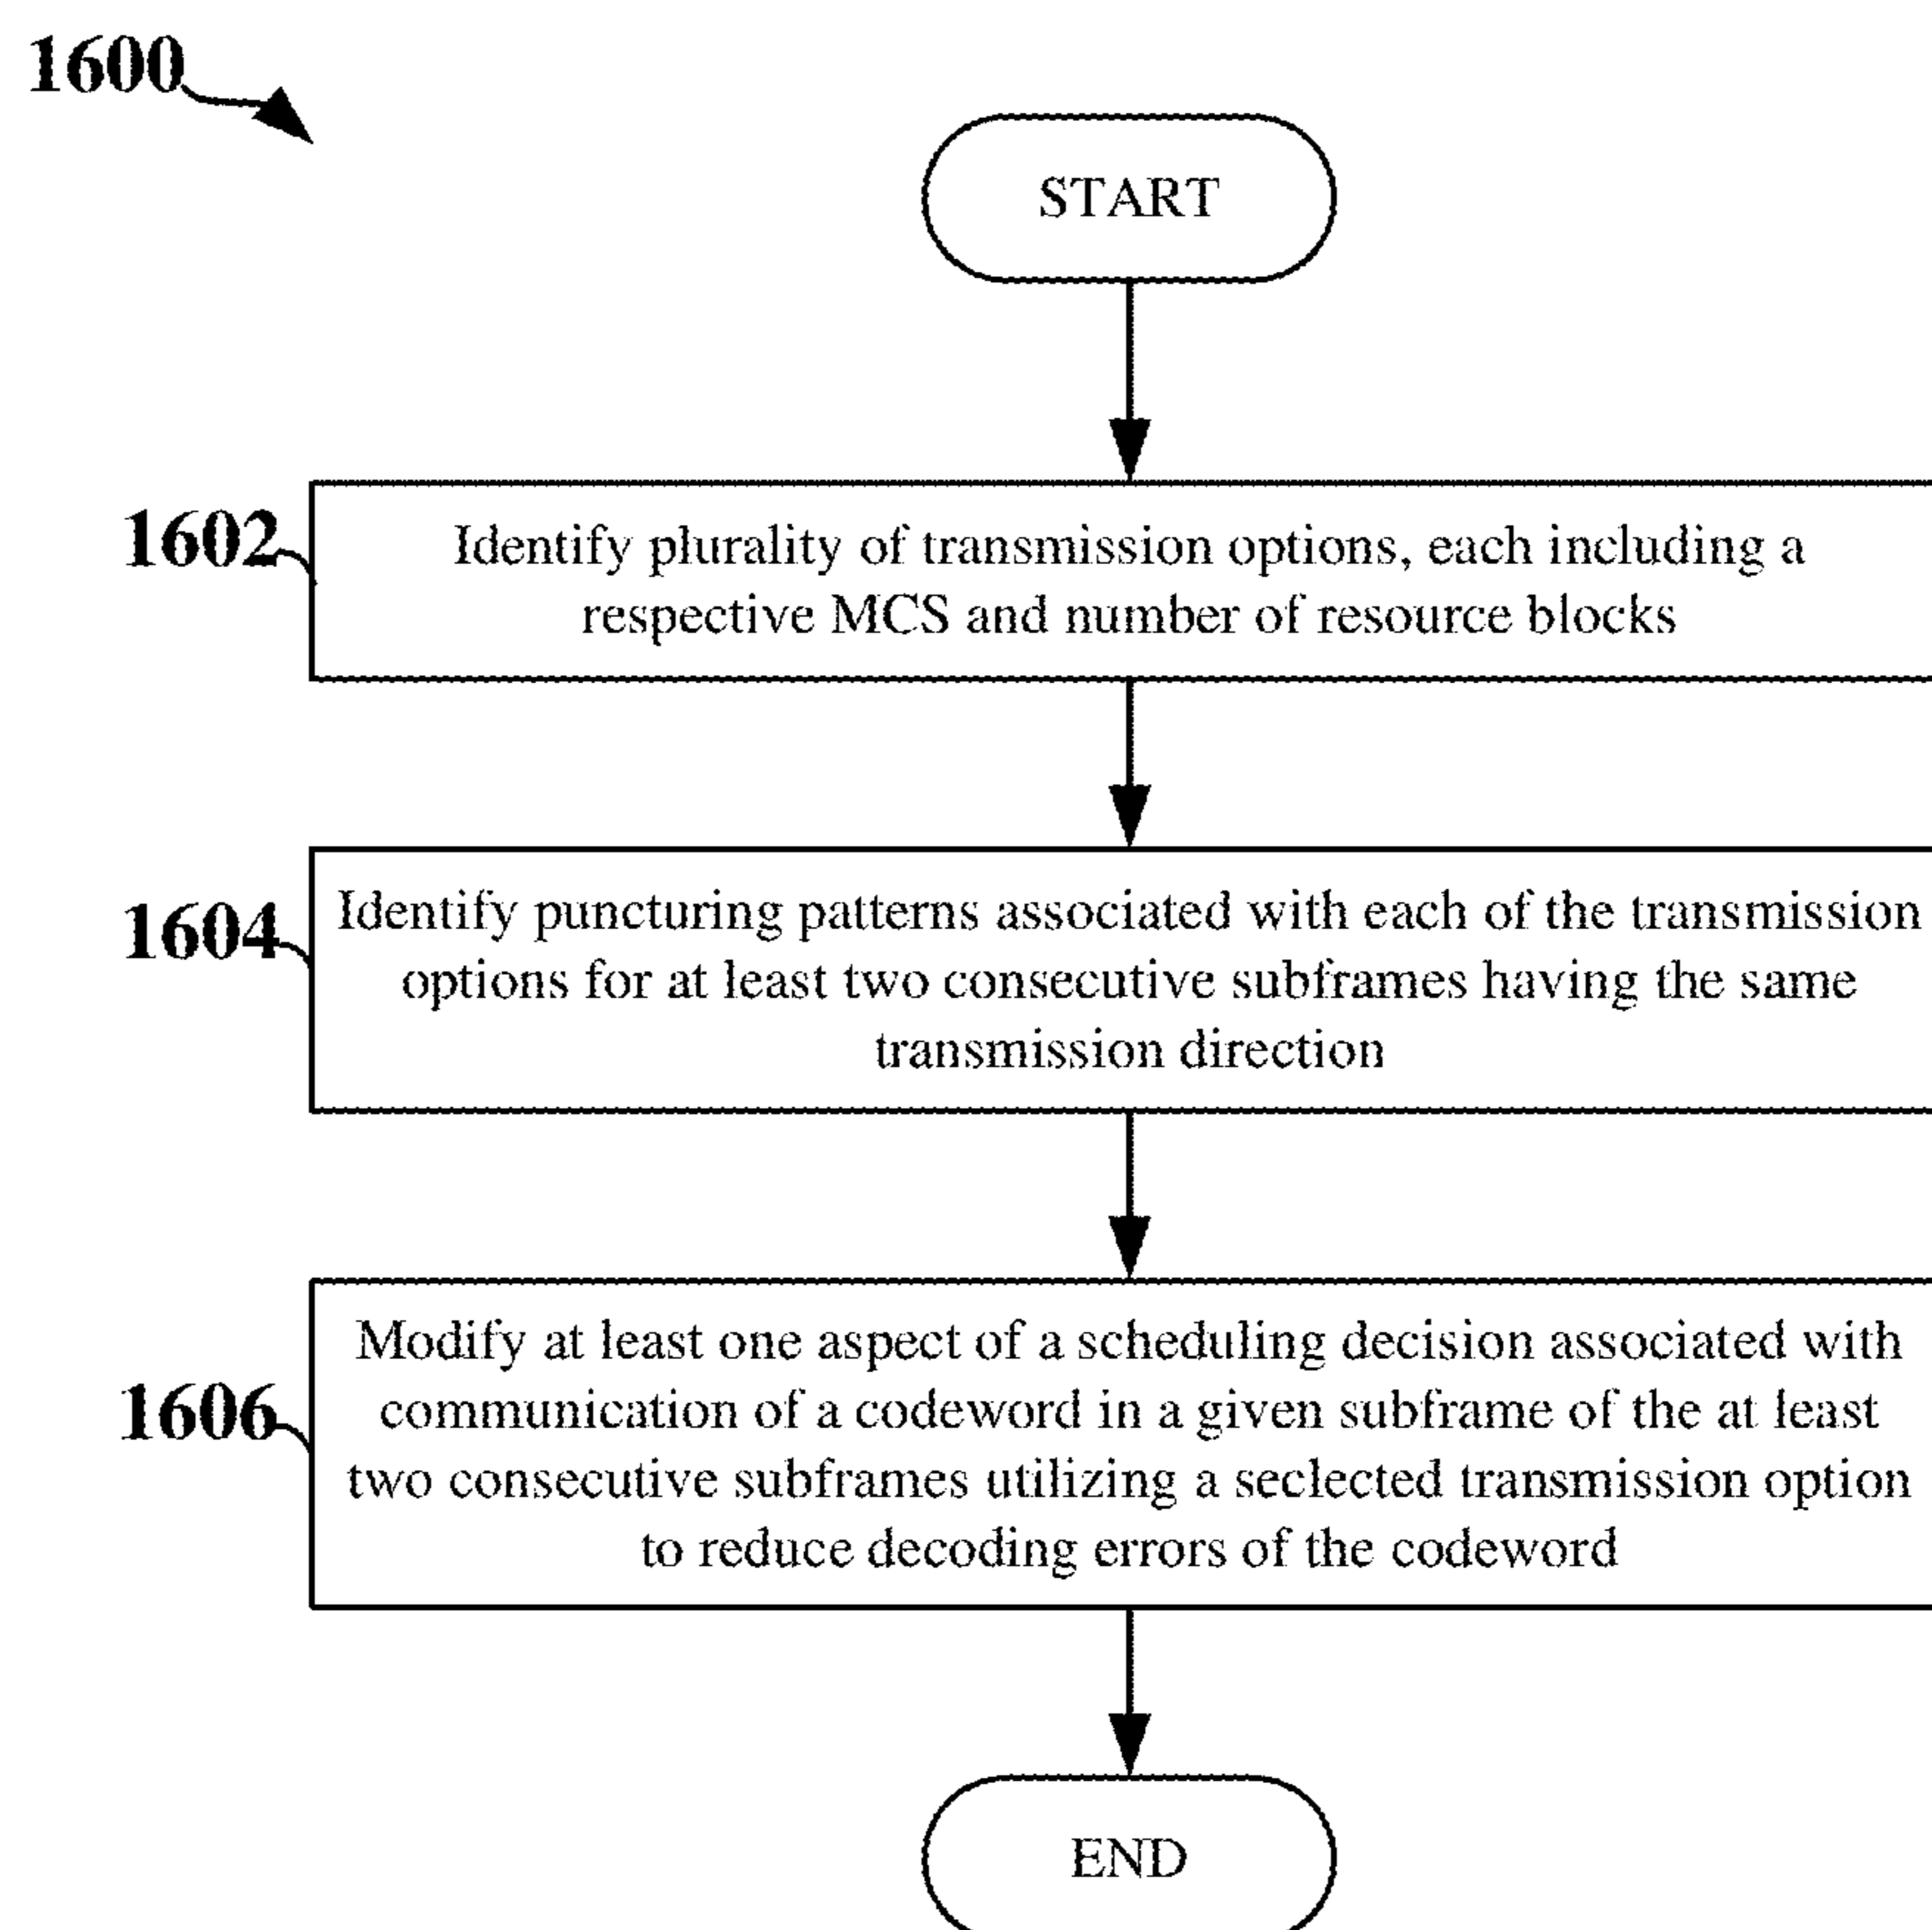 1600
START
1602
Identify plurality of transmission options, each including a
respective MCS and number of resource blocks
1604
Identify puncturing patterns associated with each of the transmission
options for at least two consecutive subframes having the same
transmission direction
1606
Modify at least one aspect of a scheduling decision associated with
communication of a codeword in a given subframe of the at least
two consecutive subframes utilizing a seclected transmission option
to reduce decoding errors of the codeword
END